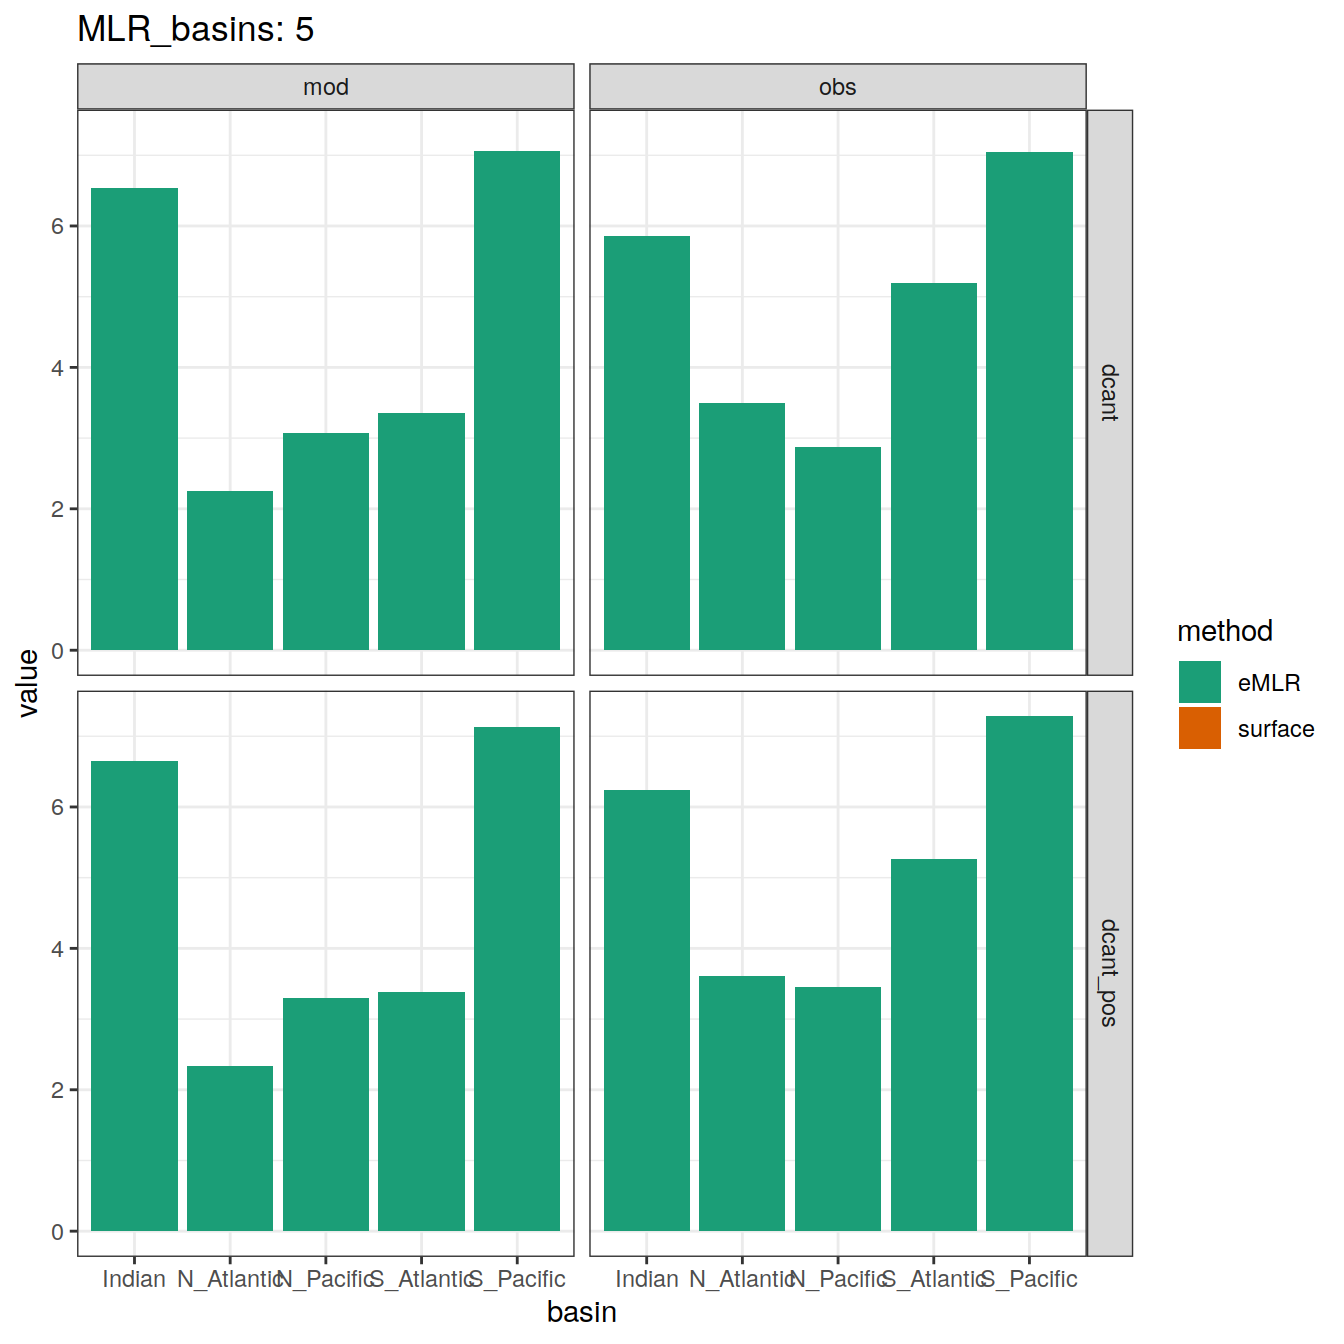 MLR_basins: 5
mod
obs
6
4
2
0
dcant
value
6
4
2
0
dcant_pos
Indian N_Atlantic N_Pacific S_Atlantic S_Pacific
Indian N_Atlantic N_Pacific S_Atlantic S_Pacific
basin
method
eMLR
surface